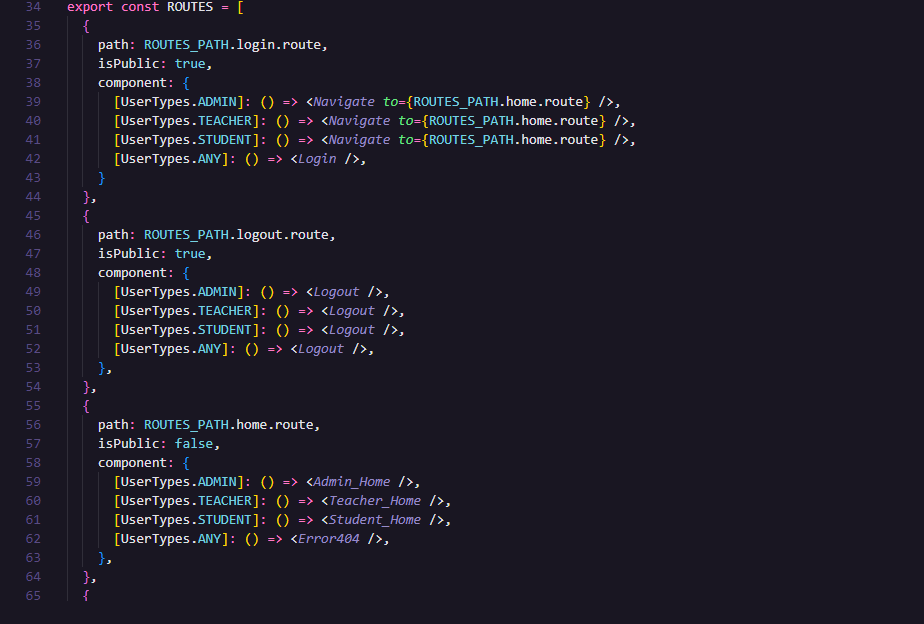 34 export const ROUTES = [
35 {
36 path: ROUTES_PATH.login.route,
37 isPublic: true,
38 component: {
39 [UserTypes.ADMIN]: () => <Navigate to={ROUTES_PATH.home.route} />,
40 [UserTypes.TEACHER]: () => <Navigate to={ROUTES_PATH.home.route} />,
41 [UserTypes.STUDENT]: () => <Navigate to={ROUTES_PATH.home.route} />,
42 [UserTypes.ANY]: () => <Login />,
43 }
44 },
45 {
46 path: ROUTES_PATH.logout.route,
47 isPublic: true,
48 component: {
49 [UserTypes.ADMIN]: () => <Logout />,
50 [UserTypes.TEACHER]: () => <Logout />,
51 [UserTypes.STUDENT]: () => <Logout />,
52 [UserTypes.ANY]: () => <Logout />,
53 },
54 },
55 {
56 path: ROUTES_PATH.home.route,
57 isPublic: false,
58 component: {
59 [UserTypes.ADMIN]: () => <Admin_Home />,
60 [UserTypes.TEACHER]: () => <Teacher_Home />,
61 [UserTypes.STUDENT]: () => <Student_Home />,
62 [UserTypes.ANY]: () => <Error404 />,
63 },
64 },
65 {